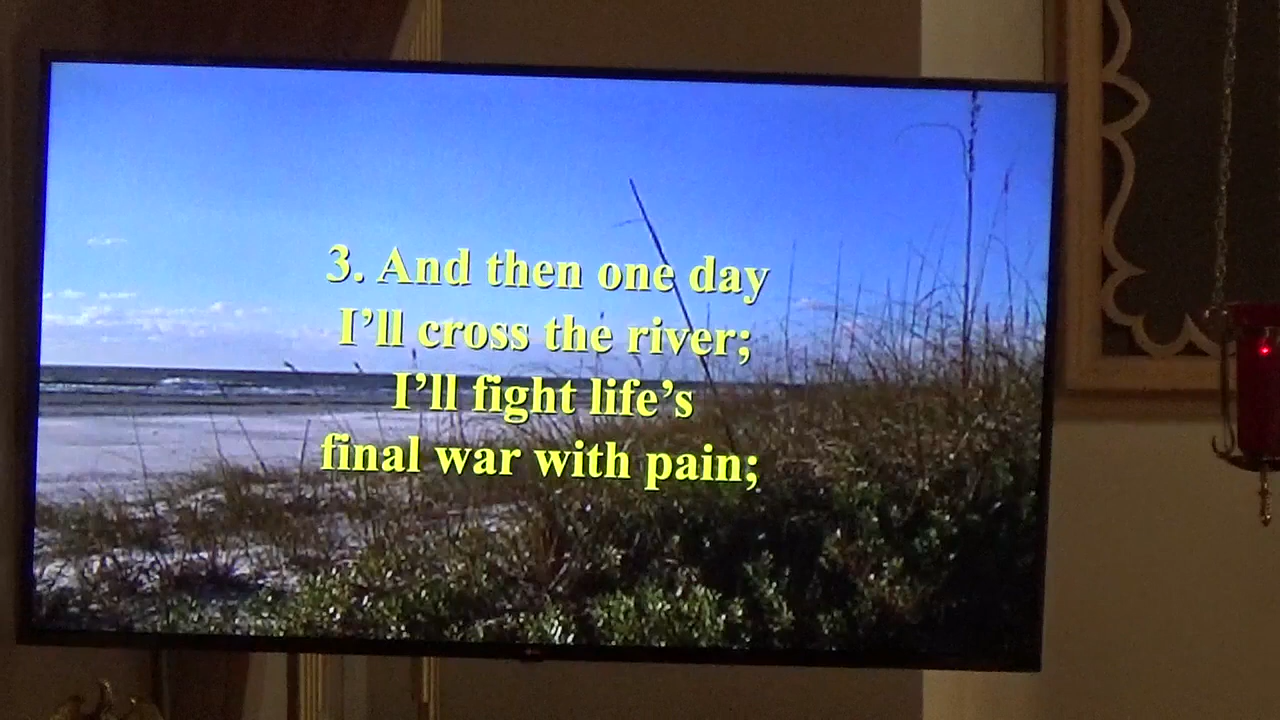 3. And then one day
I'll cross the river;
I'll fight life's
final war with pain;